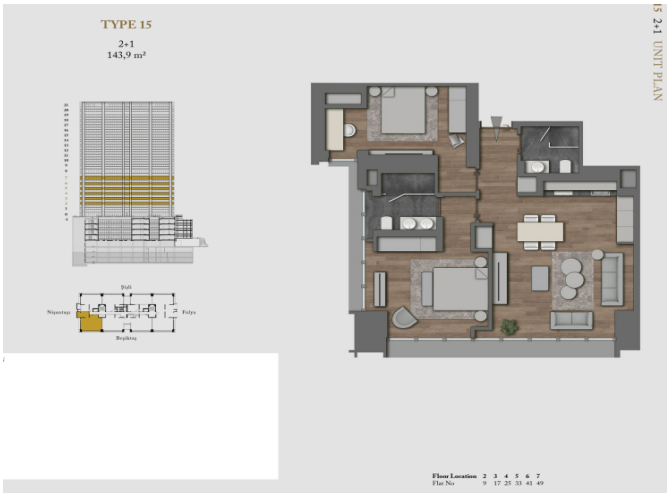 TYPE 15
2+1
143,9 m²
15 2+1 UNIT PLAN
Şişli
Nişantaşı
Fulya
Beşiktaş
Floor Location 2 3 4 5 6 7
Flat No 9 17 25 33 41 49